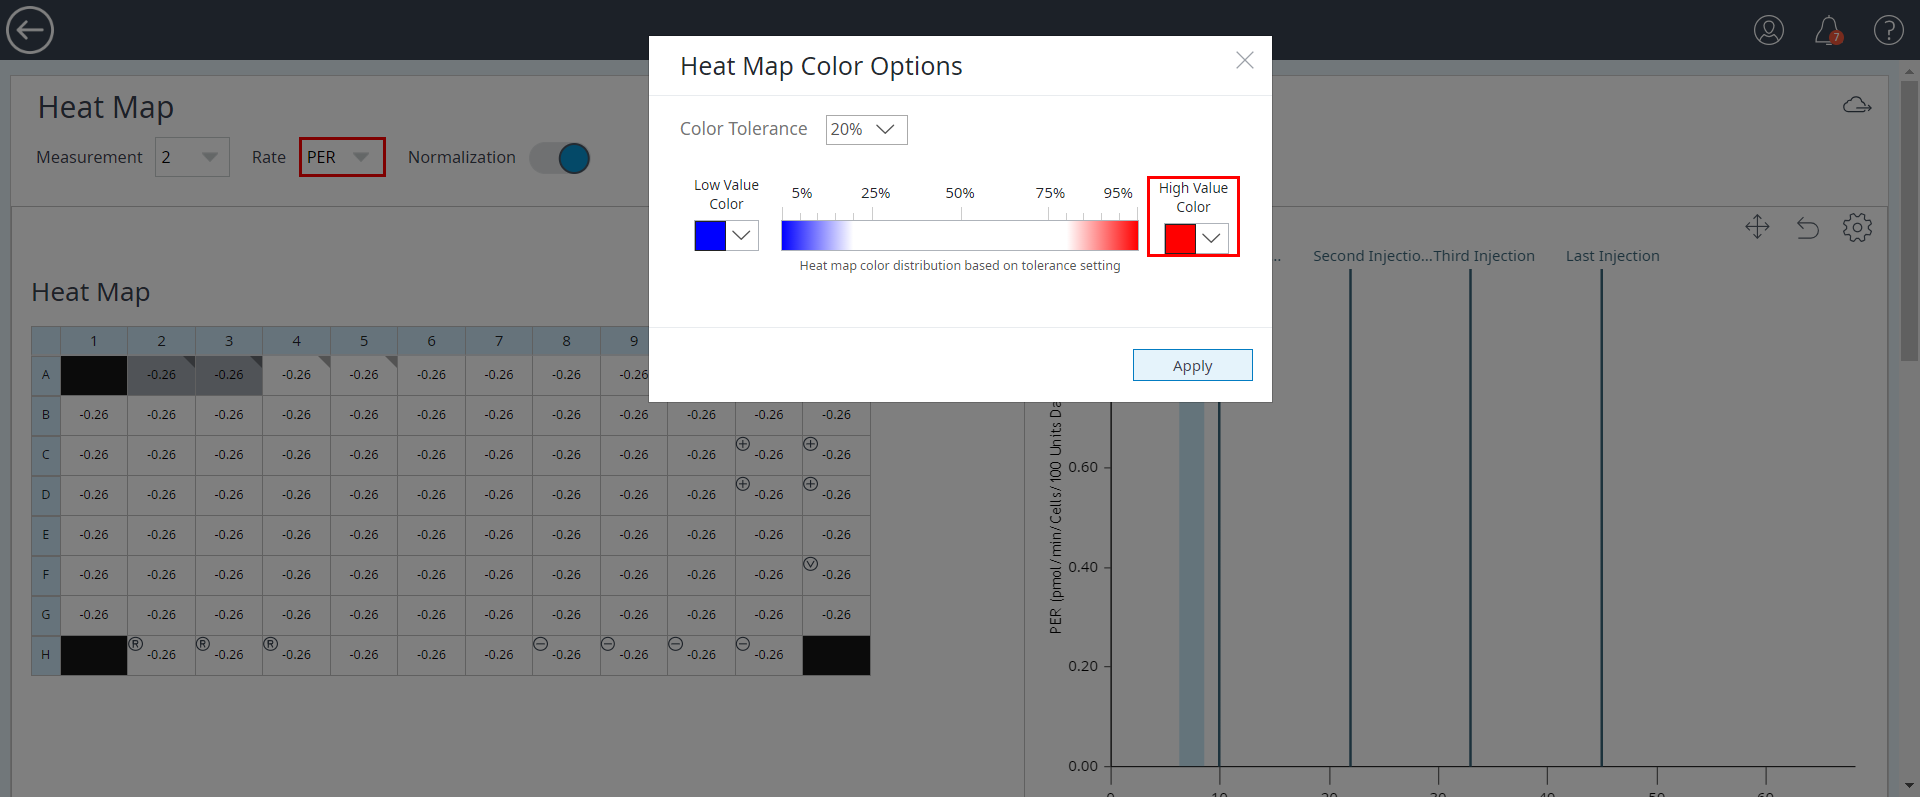 7
Heat Map Color Options
Heat Map
Color Tolerance 20%
Measurement 2 Rate PER Normalization
Low Value Color 5% 25% 50% 75% 95% High Value Color
Heat map color distribution based on tolerance setting
Apply
Second Injectio... Third Injection Last Injection
Heat Map
1 2 3 4 5 6 7 8 9
A -0.26 -0.26 -0.26 -0.26 -0.26 -0.26 -0.26 -0.26
B -0.26 -0.26 -0.26 -0.26 -0.26 -0.26 -0.26 -0.26 -0.26 -0.26 -0.26 -0.26
C -0.26 -0.26 -0.26 -0.26 -0.26 -0.26 -0.26 -0.26 -0.26 -0.26 -0.26 -0.26
D -0.26 -0.26 -0.26 -0.26 -0.26 -0.26 -0.26 -0.26 -0.26 -0.26 -0.26 -0.26
E -0.26 -0.26 -0.26 -0.26 -0.26 -0.26 -0.26 -0.26 -0.26 -0.26 -0.26 -0.26
F -0.26 -0.26 -0.26 -0.26 -0.26 -0.26 -0.26 -0.26 -0.26 -0.26 -0.26 -0.26
G -0.26 -0.26 -0.26 -0.26 -0.26 -0.26 -0.26 -0.26 -0.26 -0.26 -0.26 -0.26
H R -0.26 R -0.26 R -0.26 -0.26 -0.26 -0.26 -0.26 -0.26 -0.26 -0.26
PER (pmol/min/Cells/100 Units
0.60
0.40
0.20
0.00
0 10 20 30 40 50 60